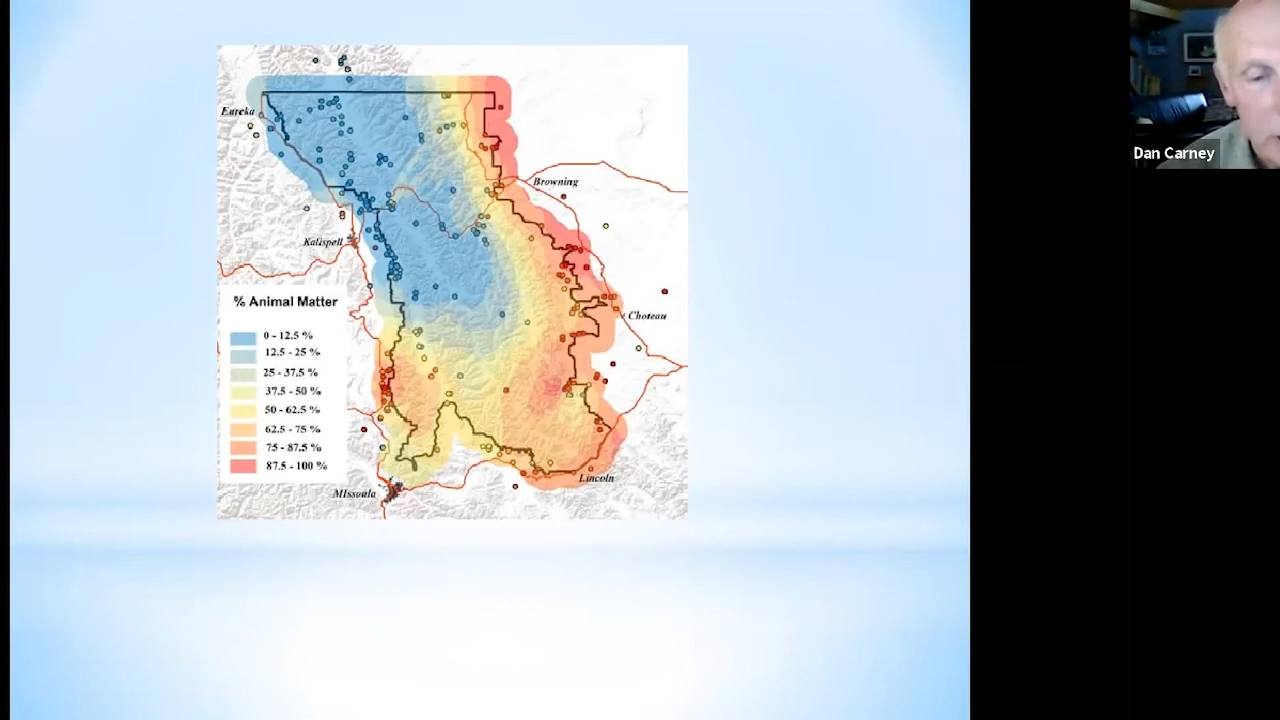 Eureka
Browning
Kalispell
% Animal Matter
0 - 12.5 %
12.5 - 25 %
25 - 37.5 %
37.5 - 50 %
50 - 62.5 %
62.5 - 75 %
75 - 87.5 %
87.5 - 100 %
Choteau
Lincoln
Missoula
Dan Carney